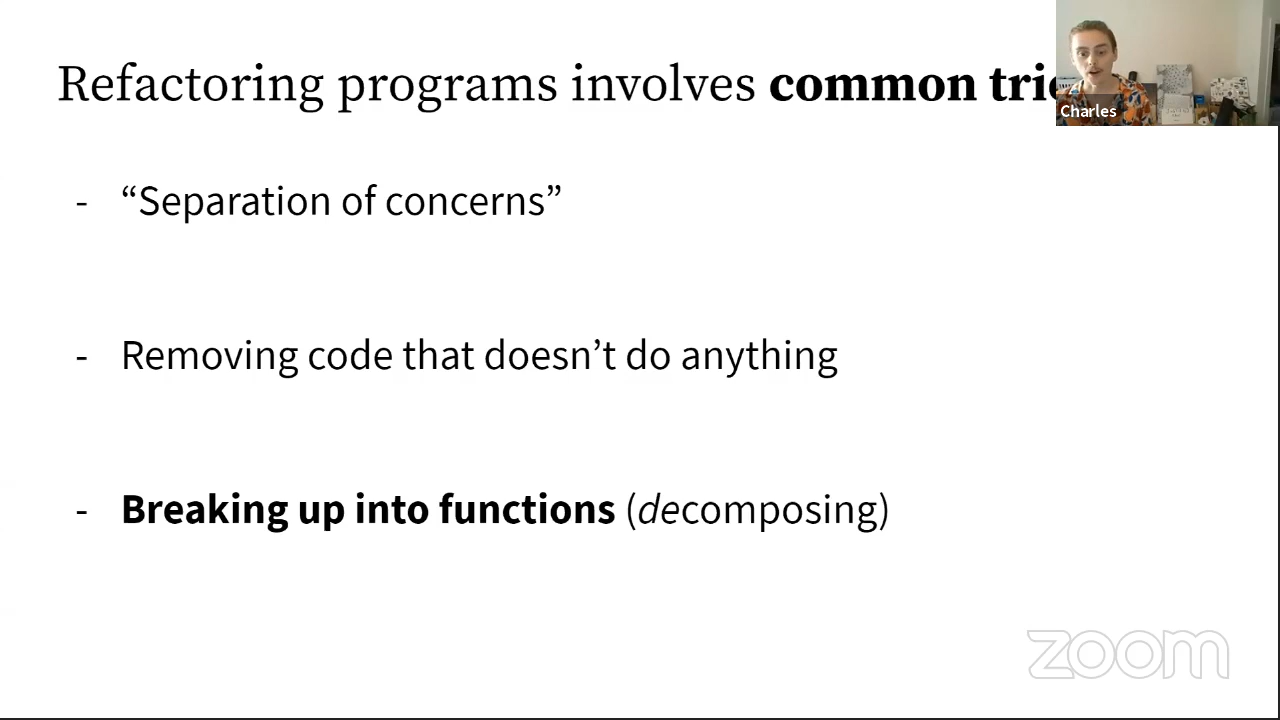 Refactoring programs involves common
Charles
- “Separation of concerns”
- Removing code that doesn’t do anything
- Breaking up into functions (decomposing)
zoom